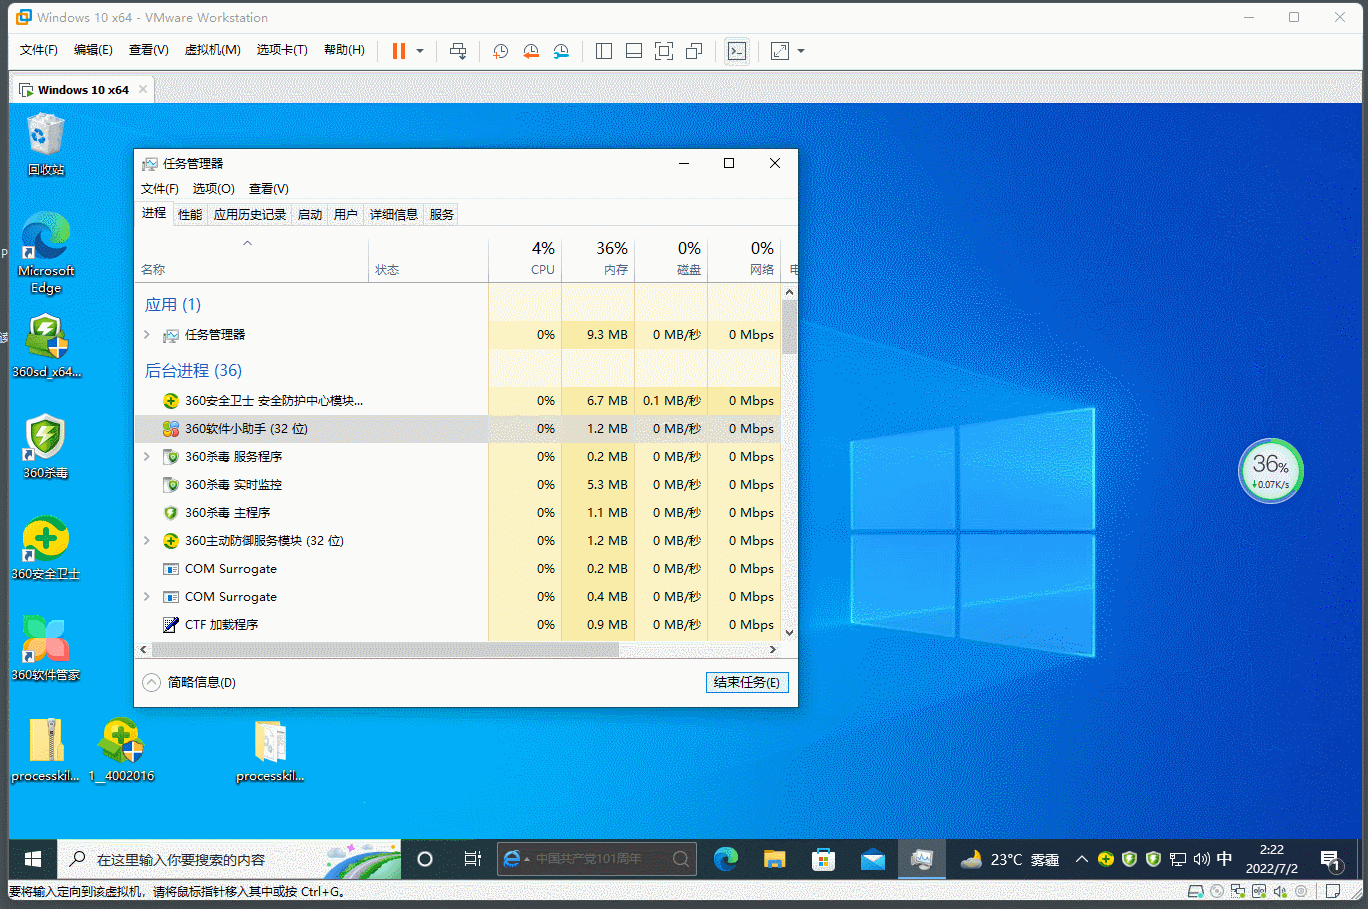 Windows 10 x64 - VMware Workstation
文件(F) 编辑(E) 查看(V) 虚拟机(M) 选项卡(T) 帮助(H)
Windows 10 x64
回收站
Microsoft Edge
360sd_x64...
360杀毒
360安全卫士
360软件管家
processkil...
1__4002016
processkil...
任务管理器
文件(F) 选项(O) 查看(V)
进程 性能 应用历史记录 启动 用户 详细信息 服务
4% 36% 0% 0%
名称 状态 CPU 内存 磁盘 网络
应用 (1)
任务管理器 0% 9.3 MB 0 MB/秒 0 Mbps
后台进程 (36)
360安全卫士 安全防护中心模块... 0% 6.7 MB 0.1 MB/秒 0 Mbps
360软件小助手 (32 位) 0% 1.2 MB 0 MB/秒 0 Mbps
360杀毒 服务程序 0% 0.2 MB 0 MB/秒 0 Mbps
360杀毒 实时监控 0% 5.3 MB 0 MB/秒 0 Mbps
360杀毒 主程序 0% 1.1 MB 0 MB/秒 0 Mbps
360主动防御服务模块 (32 位) 0% 1.2 MB 0 MB/秒 0 Mbps
COM Surrogate 0% 0.2 MB 0 MB/秒 0 Mbps
COM Surrogate 0% 0.4 MB 0 MB/秒 0 Mbps
CTF 加载程序 0% 0.9 MB 0 MB/秒 0 Mbps
简略信息(D) 结束任务(E)
36%
0.07K/s
在这里输入你要搜索的内容 中国共产党101周年 23°C 雾霾 中 2:22
2022/7/2 1
要将输入定向到该虚拟机，请将鼠标指针移入其中或按 Ctrl+G。